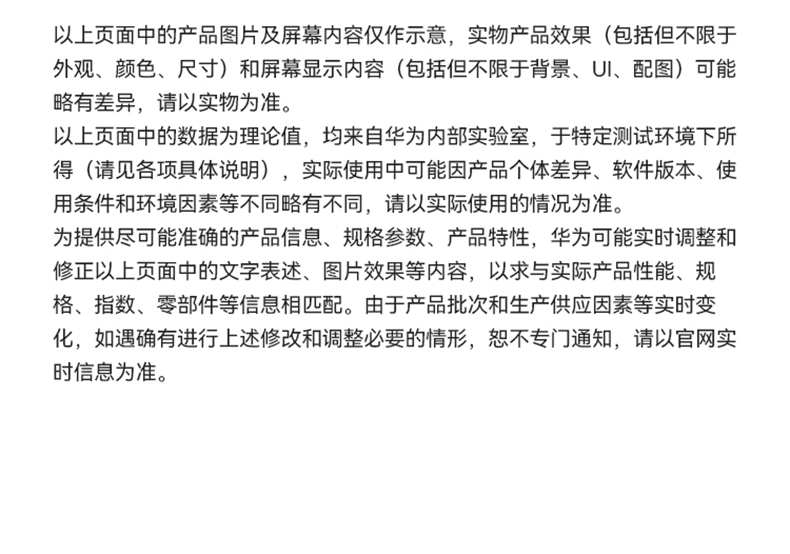 以上页面中的产品图片及屏幕内容仅作示意，实物产品效果（包括但不限于
外观、颜色、尺寸）和屏幕显示内容（包括但不限于背景、UI、配图）可能
略有差异，请以实物为准。
以上页面中的数据为理论值，均来自华为内部实验室，于特定测试环境下所
得（请见各项具体说明），实际使用中可能因产品个体差异、软件版本、使
用条件和环境因素等不同略有不同，请以实际使用的情况为准。
为提供尽可能准确的产品信息、规格参数、产品特性，华为可能实时调整和
修正以上页面中的文字表述、图片效果等内容，以求与实际产品性能、规
格、指数、零部件等信息相匹配。由于产品批次和生产供应因素等实时变
化，如遇确有进行上述修改和调整必要的情形，恕不专门通知，请以官网实
时信息为准。